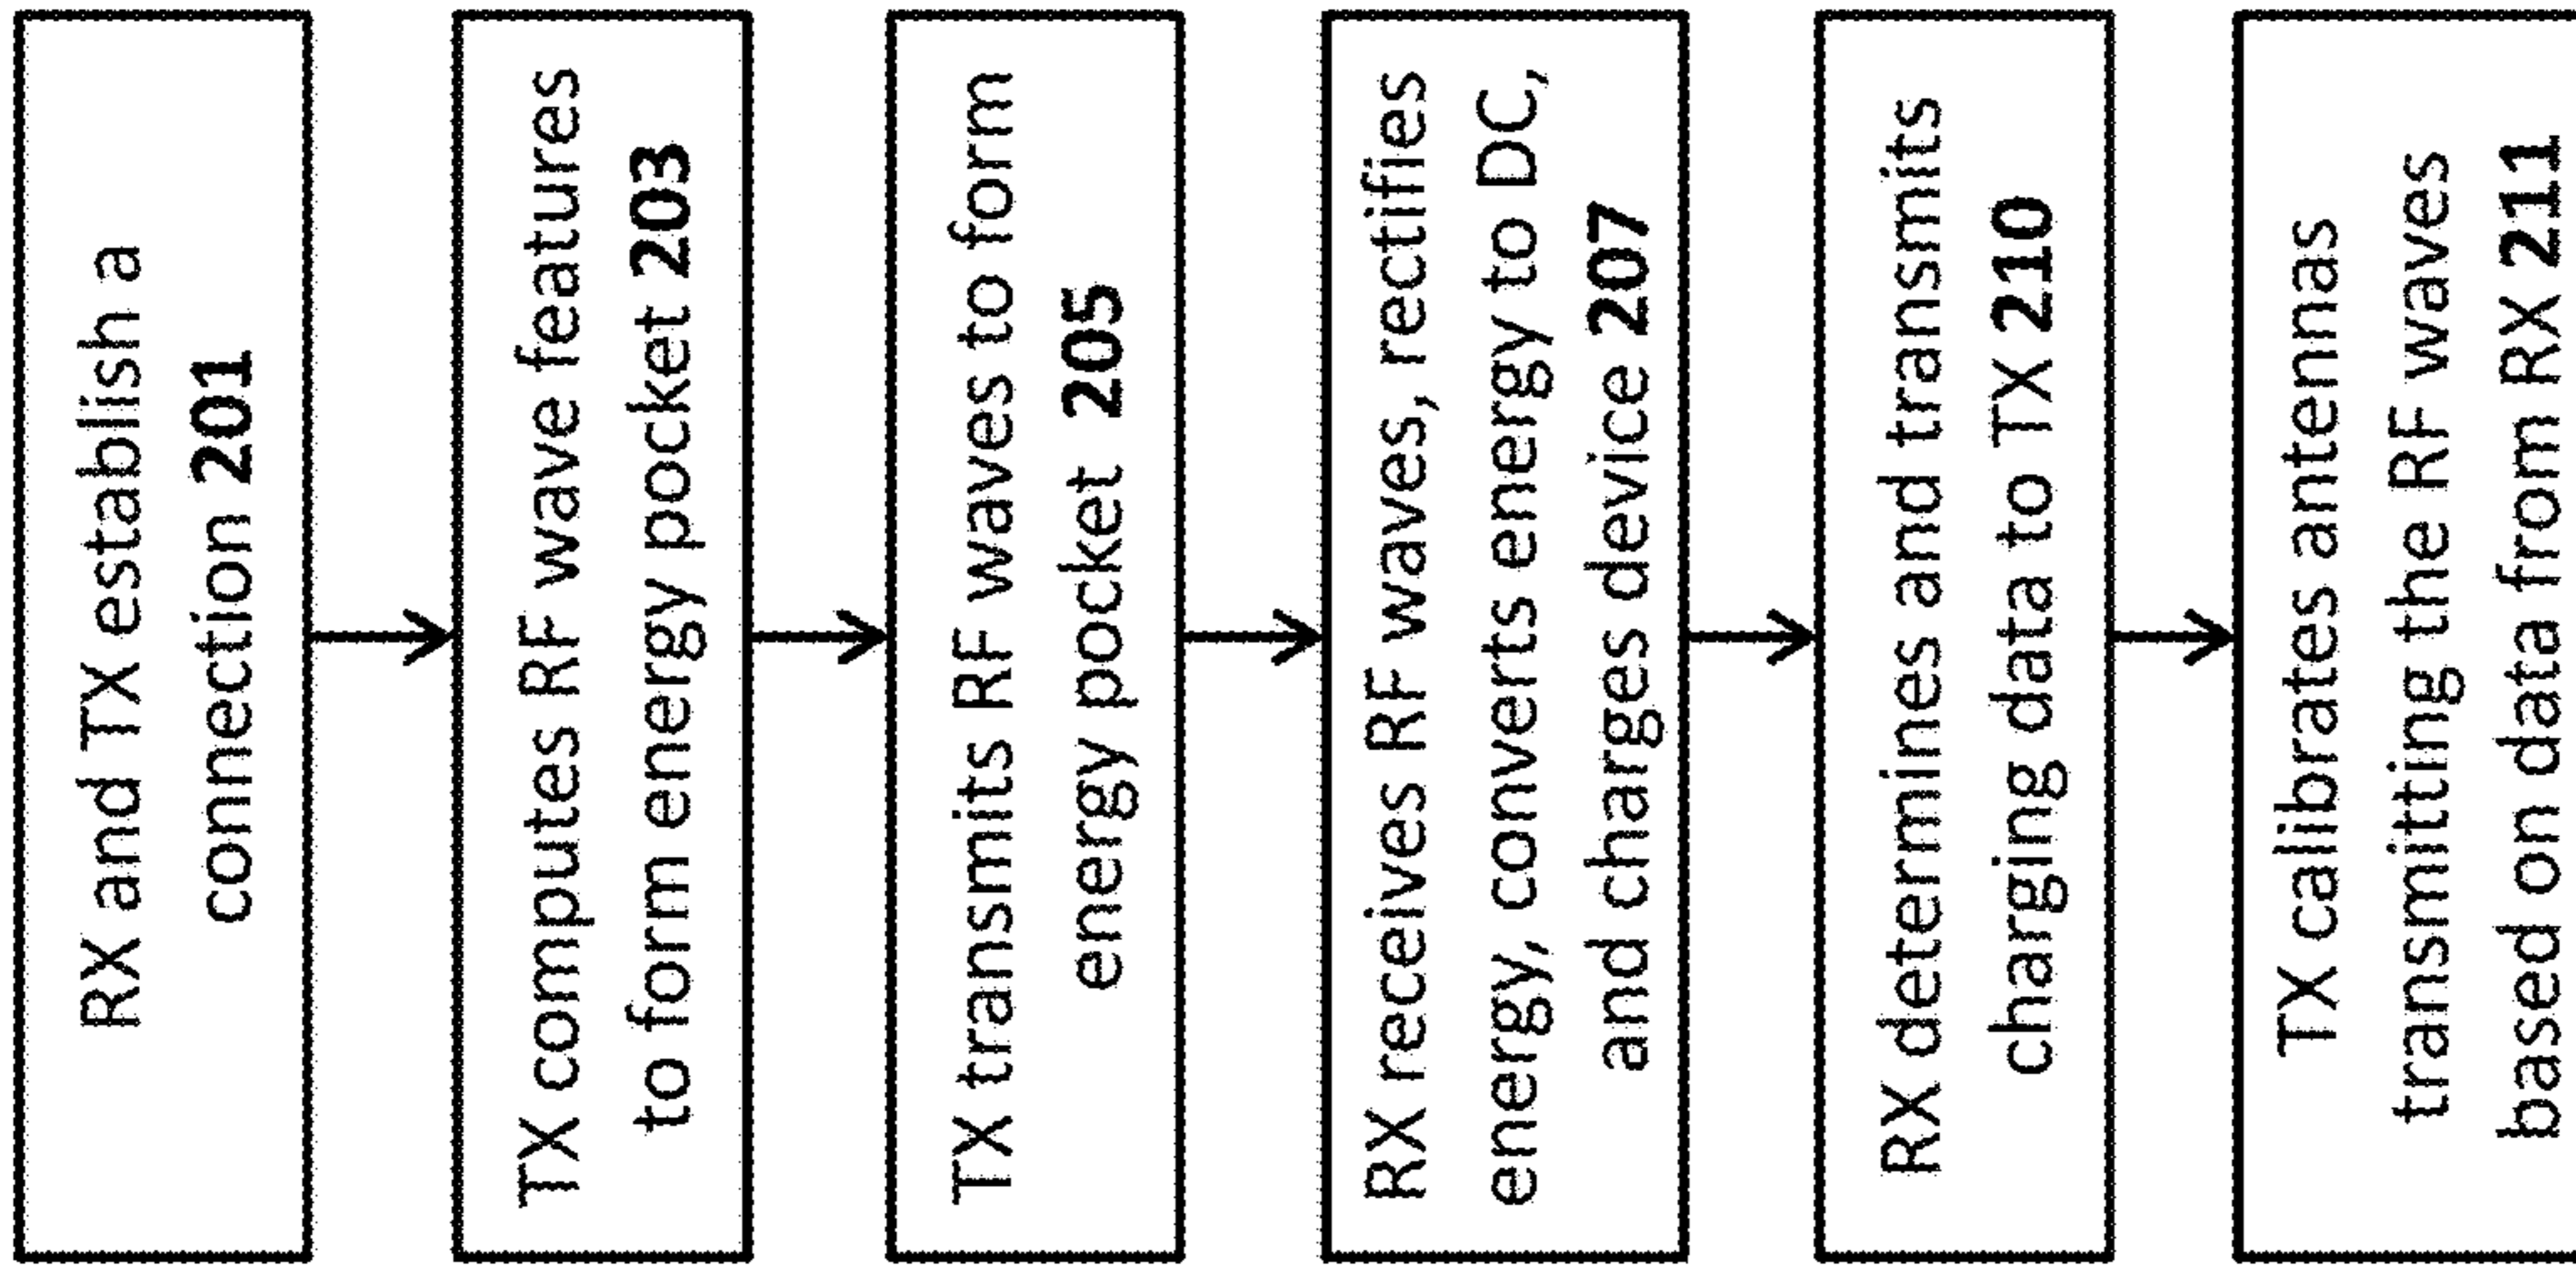 RX and TX establish a
connection 201
TX computes RF wave features
to form energy pocket 203
TX transmits RF waves to form
energy pocket 205
RX receives RF waves, rectifies
energy, converts energy to DC,
and charges device 207
RX determines and transmits
charging data to TX 210
TX calibrates antennas
transmitting the RF waves
based on data from RX 211